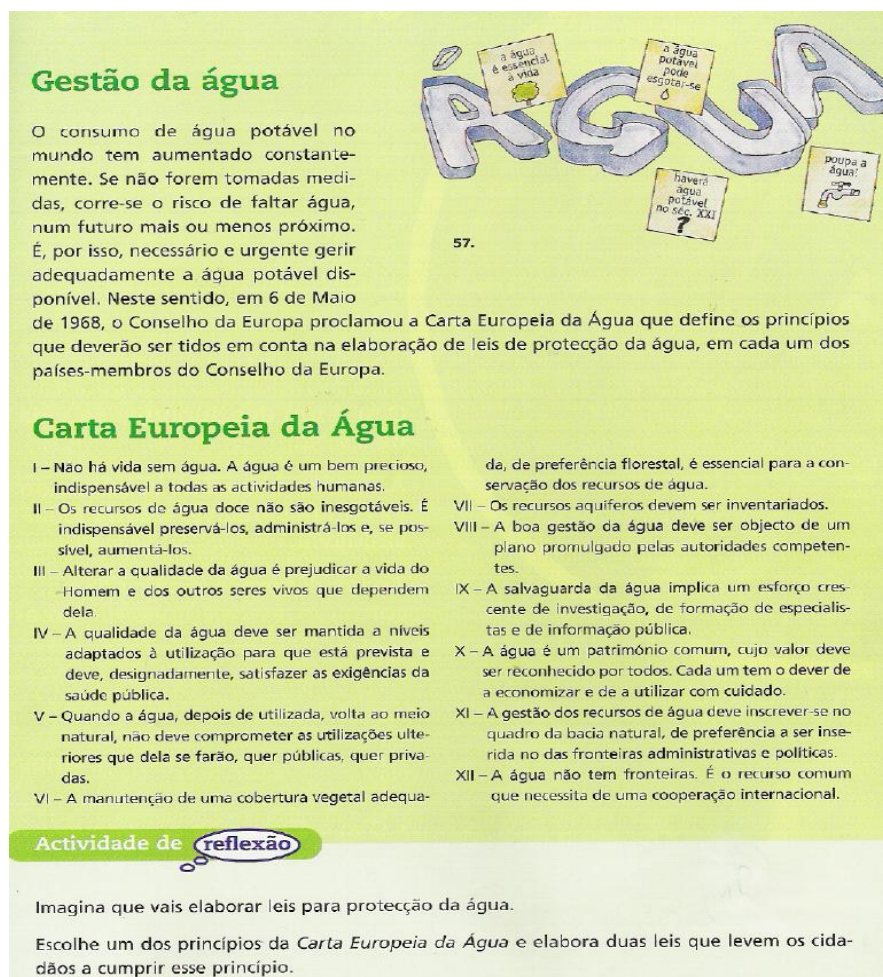 Gestão da água
O consumo de água potável no
mundo tem aumentado constante-
mente. Se não forem tomadas medi-
das, corre-se o risco de faltar água,
num futuro mais ou menos próximo.
É, por isso, necessário e urgente gerir
adequadamente a água potável dis-
ponível. Neste sentido, em 6 de Maio
de 1968, o Conselho da Europa proclamou a Carta Europeia da Água que define os princípios
que deverão ser tidos em conta na elaboração de leis de protecção da água, em cada um dos
países-membros do Conselho da Europa.
ÁGUA
a água
é essencial
à vida
a água
potável
pode
esgotar-se
haverá
água
potável
no séc. XXI
?
poupa a
água!
57.
Carta Europeia da Água
I – Não há vida sem água. A água é um bem precioso,
indispensável a todas as actividades humanas.
II – Os recursos de água doce não são inesgotáveis. É
indispensável preservá-los, administrá-los e, se pos-
sível, aumentá-los.
III – Alterar a qualidade da água é prejudicar a vida do
Homem e dos outros seres vivos que dependem
dela.
IV – A qualidade da água deve ser mantida a níveis
adaptados à utilização para que está prevista e
deve, designadamente, satisfazer as exigências da
saúde pública.
V – Quando a água, depois de utilizada, volta ao meio
natural, não deve comprometer as utilizações ulte-
riores que dela se farão, quer públicas, quer priva-
das.
VI – A manutenção de uma cobertura vegetal adequa-
da, de preferência florestal, é essencial para a con-
servação dos recursos de água.
VII – Os recursos aquíferos devem ser inventariados.
VIII – A boa gestão da água deve ser objecto de um
plano promulgado pelas autoridades competen-
tes.
IX – A salvaguarda da água implica um esforço cres-
cente de investigação, de formação de especialis-
tas e de informação pública.
X – A água é um património comum, cujo valor deve
ser reconhecido por todos. Cada um tem o dever de
a economizar e de a utilizar com cuidado.
XI – A gestão dos recursos de água deve inscrever-se no
quadro da bacia natural, de preferência a ser inse-
rida no das fronteiras administrativas e políticas.
XII – A água não tem fronteiras. É o recurso comum
que necessita de uma cooperação internacional.
Actividade de reflexão
Imagina que vais elaborar leis para protecção da água.
Escolhe um dos princípios da Carta Europeia da Água e elabora duas leis que levem os cida-
dãos a cumprir esse princípio.